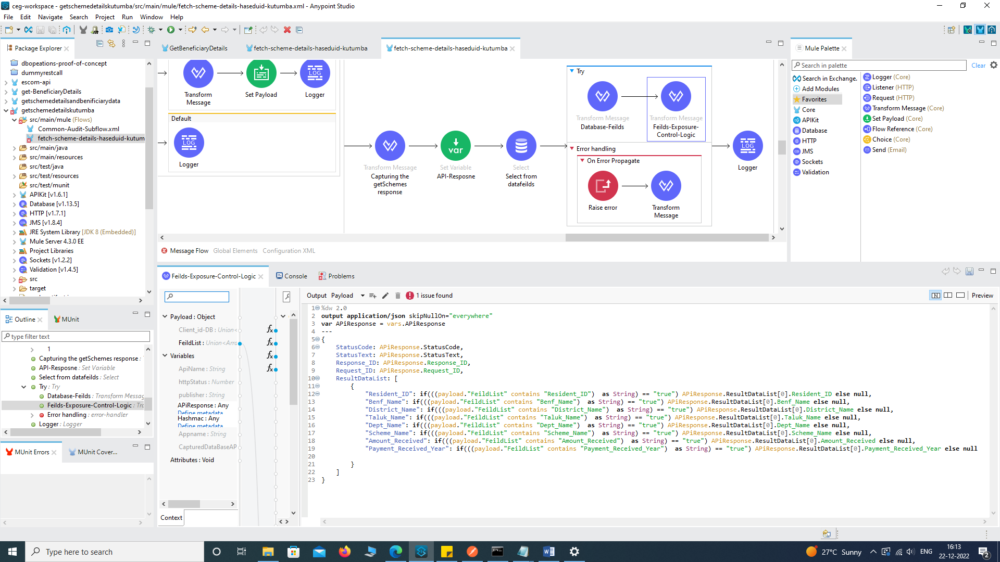 ceg-workspace - getschemedetailskutumba/src/main/mule/fetch-scheme-details-haseduid-kutumba.xml - Anypoint Studio
File Edit Navigate Search Project Run Window Help
Package Explorer
dbopeations-proof-of-concept
dummyrestcall
escom-api
get-BeneficiaryDetails
getschemedetailsandbenificiarydata
getschemedetailskutumba
src/main/mule (Flows)
Common-Audit-Subflow.xml
fetch-scheme-details-haseduid-kutum
src/main/java
src/main/resources
src/test/java
src/test/resources
src/test/munit
APIKit [v1.6.1]
Database [v1.13.5]
HTTP [v1.7.1]
JMS [v1.8.4]
JRE System Library [JDK 8 (Embedded)]
Mule Server 4.3.0 EE
Project Libraries
Sockets [v1.2.2]
Validation [v1.4.5]
src
target
Outline MUnit
type filter text
1
Capturing the getSchemes response :
API-Resposne : Set Variable
Select from datafeilds : Select
Try : Try
Database-Feilds : Transform Messag
Feilds-Exposure-Control-Logic : Tra
Error handling : error-handler
Logger : Logger
MUnit Errors MUnit Cover...
GetBeneficiaryDetails fetch-scheme-details-haseduid-kutumba fetch-scheme-details-haseduid-kutumba
Transform Message
Set Payload
LOG
Logger
Default
LOG
Logger
Transform Message
Capturing the getSchemes response
var
Set Variable
API-Resposne
Select
Select from datafeilds
Try
Transform Message
Database-Feilds
Transform Message
Feilds-Exposure-Control-Logic
Error handling
On Error Propagate
Raise error
Transform Message
LOG
Logger
Message Flow Global Elements Configuration XML
Mule Palette
Search in palette Clear
Search in Exchange.
Add Modules
Favorites
Core
APIKit
Database
HTTP
JMS
Sockets
Validation
Logger (Core)
Listener (HTTP)
Request (HTTP)
Transform Message (Core)
Set Payload (Core)
Flow Reference (Core)
Choice (Core)
Send (Email)
Feilds-Exposure-Control-Logic Console Problems
Payload : Object
Client_id-DB : Union<
FeildList : Union<Arra
Variables
ApiName : String
httpStatus : Number
publisher : String
APiResponse : Any
Define metadata
Hashmac : Any
Define metadata
Appname : String
CapturedDataBaseAP
Attributes : Void
Context
fx
fx
fx
fx
Output Payload 1 issue found Preview
1 %dw 2.0
2 output application/json skipNullOn="everywhere"
3 var APiResponse = vars.APiResponse
4 ---
5 {
6 StatusCode: APiResponse.StatusCode,
7 StatusText: APiResponse.StatusText,
8 Response_ID: APiResponse.Response_ID,
9 Request_ID: APiResponse.Request_ID,
10 ResultDataList: [
11 {
12 "Resident_ID": if(((payload."FeildList" contains "Resident_ID")  as String) == "true") APiResponse.ResultDataList[0].Resident_ID else null,
13 "Benf_Name": if(((payload."FeildList" contains "Benf_Name")  as String) == "true") APiResponse.ResultDataList[0].Benf_Name else null,
14 "District_Name": if(((payload."FeildList" contains "District_Name")  as String) == "true") APiResponse.ResultDataList[0].District_Name else null,
15 "Taluk_Name": if(((payload."FeildList" contains "Taluk_Name")  as String) == "true") APiResponse.ResultDataList[0].Taluk_Name else null,
16 "Dept_Name": if(((payload."FeildList" contains "Dept_Name")  as String) == "true") APiResponse.ResultDataList[0].Dept_Name else null,
17 "Scheme_Name": if(((payload."FeildList" contains "Scheme_Name")  as String) == "true") APiResponse.ResultDataList[0].Scheme_Name else null,
18 "Amount_Received": if(((payload."FeildList" contains "Amount_Received")  as String) == "true") APiResponse.ResultDataList[0].Amount_Received else null,
19 "Payment_Received_Year": if(((payload."FeildList" contains "Payment_Received_Year")  as String) == "true") APiResponse.ResultDataList[0].Payment_Received_Year else null
20
21 }
22 ]
23 }
Type here to search
27°C Sunny ENG 16:13
22-12-2022
2